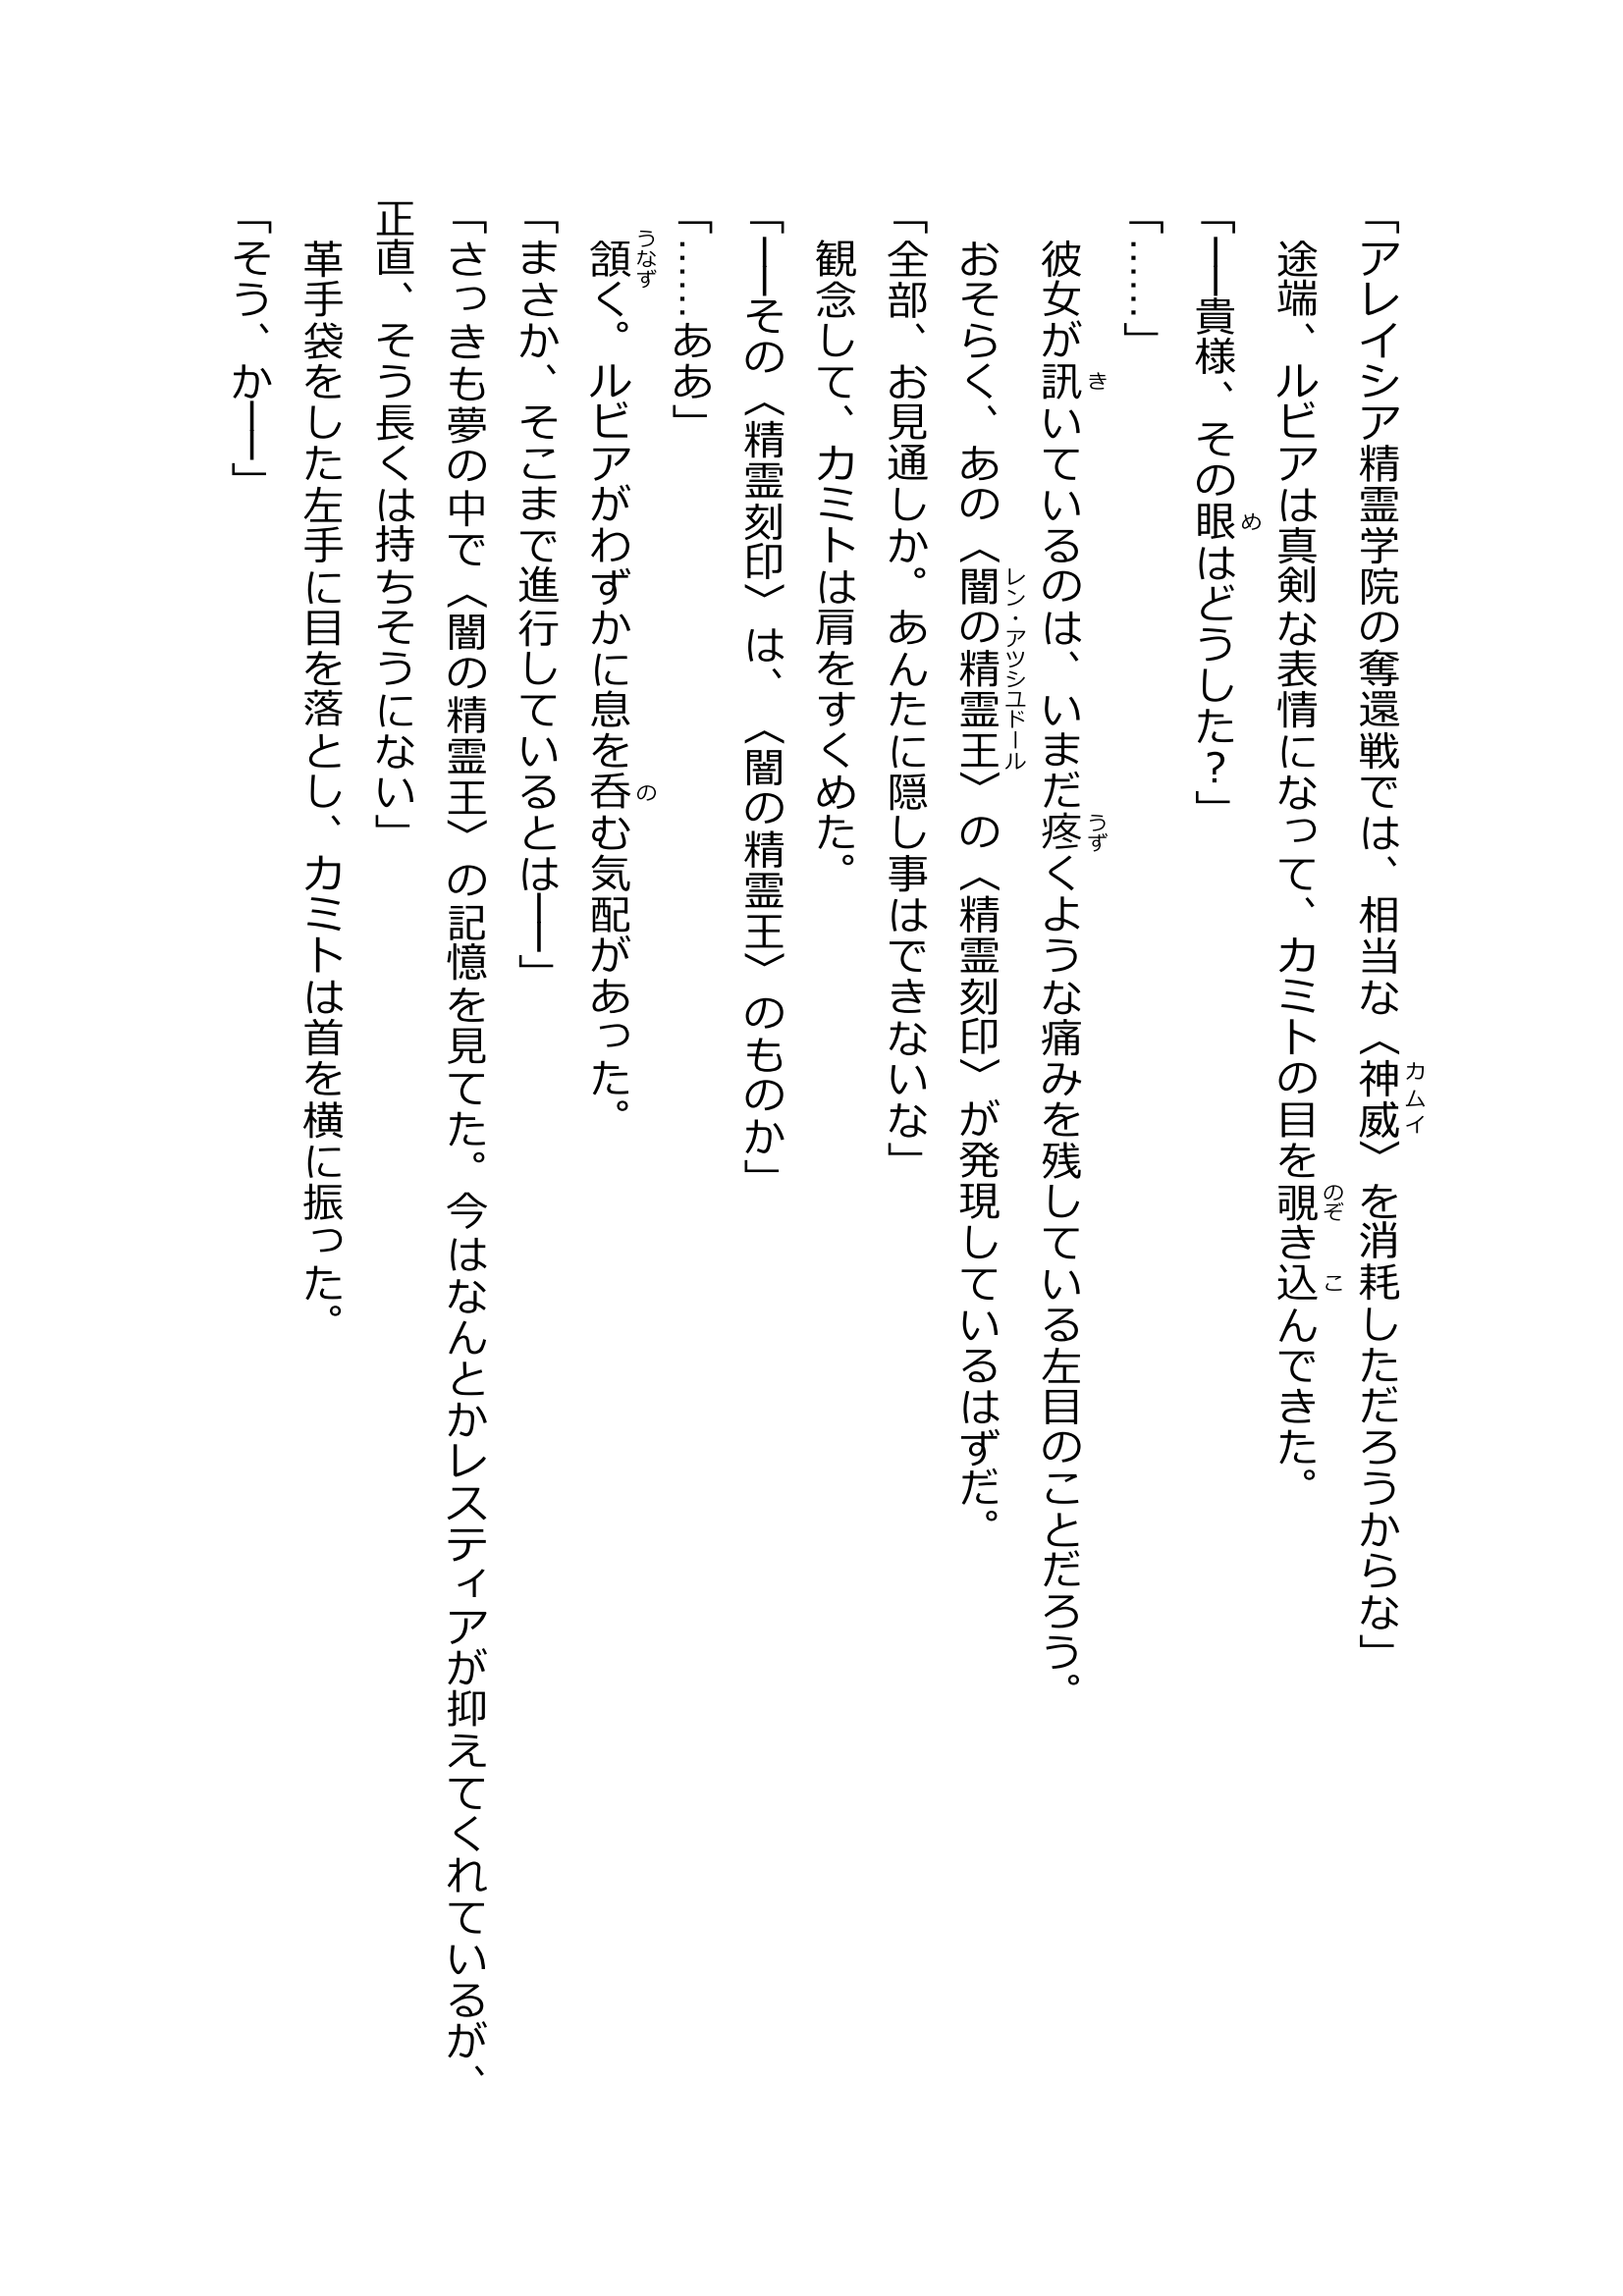 「アレイシア精霊学院の奪還戦では、相当な〈神威〉を消耗しただろうからな」
カムイ
途端、ルビアは真剣な表情になって、カミトの目を覗き込んできた。
のぞ こ
「――貴様、その眼はどうした?」
め
「……」
彼女が訊いているのは、いまだ疼くような痛みを残している左目のことだろう。
き うず
おそらく、あの〈闇の精霊王〉の〈精霊刻印〉が発現しているはずだ。
レン・アツシユドール
「全部、お見通しか。あんたに隠し事はできないな」
観念して、カミトは肩をすくめた。
「――その〈精霊刻印〉は、〈闇の精霊王〉のものか」
「……ああ」
頷く。ルビアがわずかに息を呑む気配があった。
うなず の
「まさか、そこまで進行しているとは――」
「さっきも夢の中で〈闇の精霊王〉の記憶を見てた。今はなんとかレスティアが抑えてくれているが、
正直、そう長くは持ちそうにない」
革手袋をした左手に目を落とし、カミトは首を横に振った。
「そう、か――」